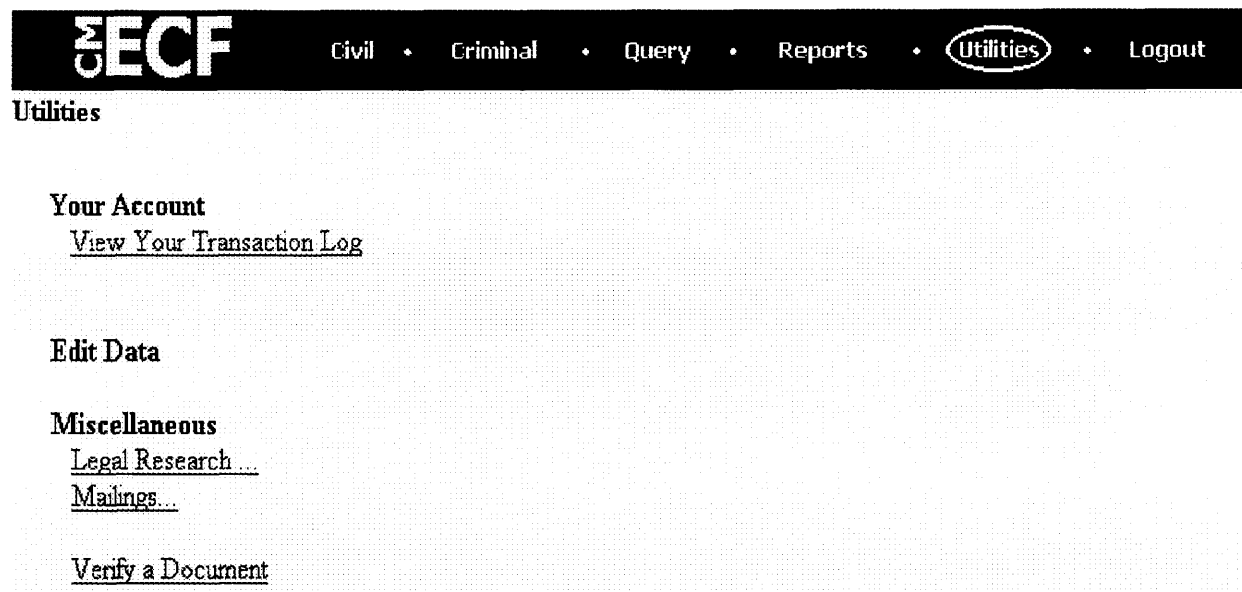 CM ECF Civil • Criminal • Query • Reports • Utilities • Logout
Utilities
Your Account
View Your Transaction Log
Edit Data
Miscellaneous
Legal Research ...
Mailings...
Verify a Document